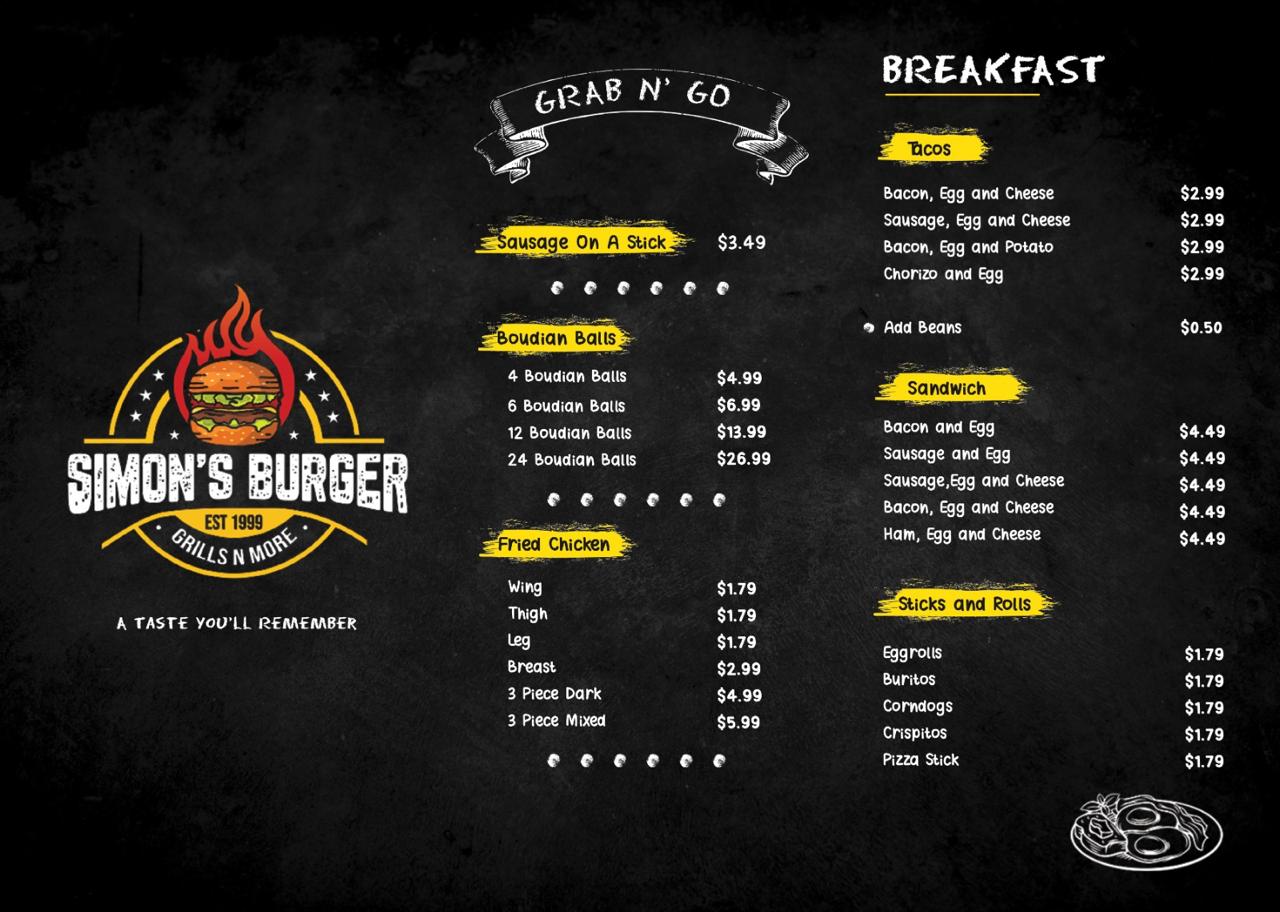 SIMON'S BURGER
EST 1999
GRILLS N MORE
A TASTE YOU'LL REMEMBER
GRAB N' GO
Sausage On A Stick $3.49
Boudian Balls
4 Boudian Balls $4.99
6 Boudian Balls $6.99
12 Boudian Balls $13.99
24 Boudian Balls $26.99
Fried Chicken
Wing $1.79
Thigh $1.79
Leg $1.79
Breast $2.99
3 Piece Dark $4.99
3 Piece Mixed $5.99
BREAKFAST
Tacos
Bacon, Egg and Cheese $2.99
Sausage, Egg and Cheese $2.99
Bacon, Egg and Potato $2.99
Chorizo and Egg $2.99
Add Beans $0.50
Sandwich
Bacon and Egg $4.49
Sausage and Egg $4.49
Sausage,Egg and Cheese $4.49
Bacon, Egg and Cheese $4.49
Ham, Egg and Cheese $4.49
Sticks and Rolls
Eggrolls $1.79
Buritos $1.79
Corndogs $1.79
Crispitos $1.79
Pizza Stick $1.79